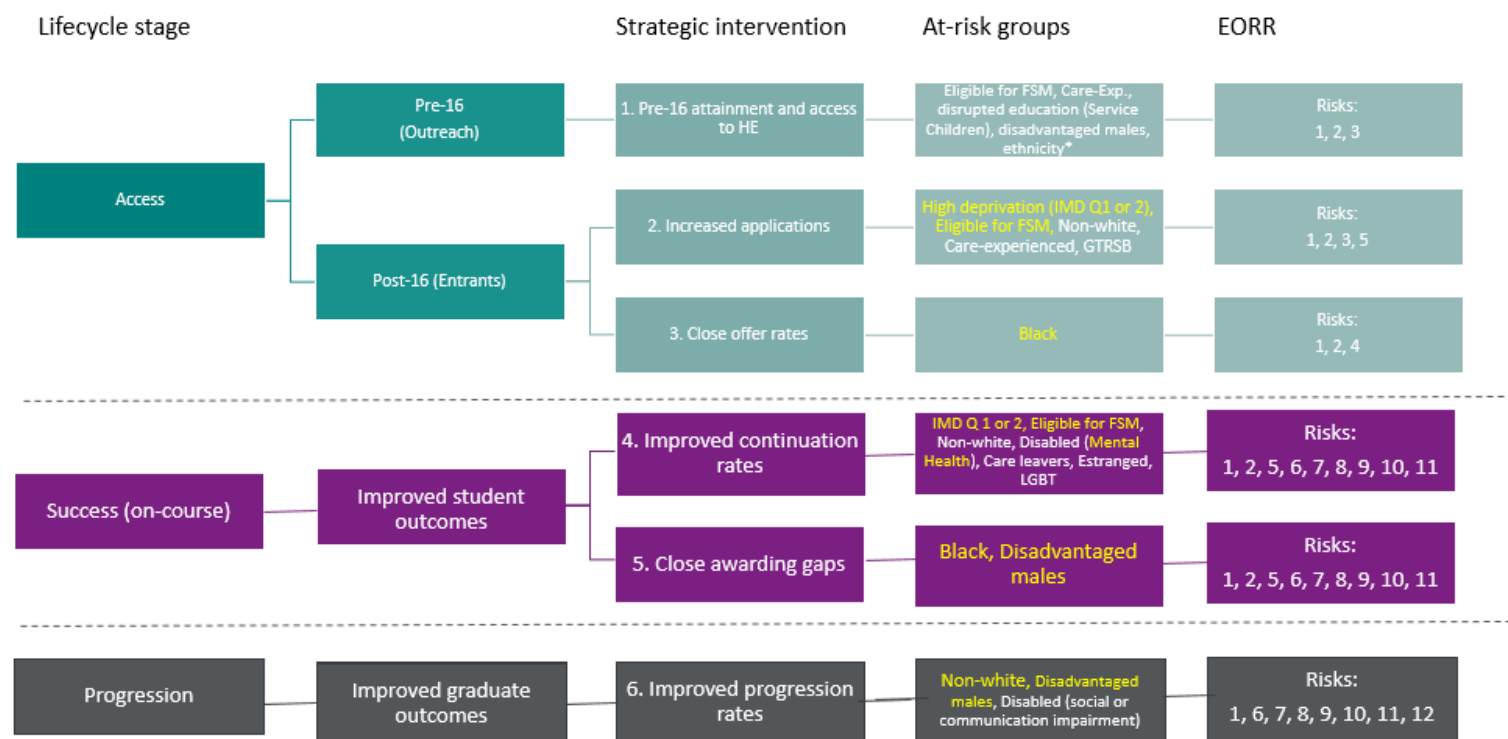 Lifecycle stage
Strategic intervention
At-risk groups
EORR
Access
Pre-16
(Outreach)
1. Pre-16 attainment and access
to HE
Eligible for FSM, Care-Exp.,
disrupted education (Service
Children), disadvantaged males,
ethnicity*
Risks:
1, 2, 3
Post-16 (Entrants)
2. Increased applications
High deprivation (IMD Q1 or 2),
Eligible for FSM, Non-white,
Care-experienced, GTRSB
Risks:
1, 2, 3, 5
3. Close offer rates
Black
Risks:
1, 2, 4
Success (on-course)
Improved student
outcomes
4. Improved continuation
rates
IMD Q 1 or 2, Eligible for FSM,
Non-white, Disabled (Mental
Health), Care leavers, Estranged,
LGBT
Risks:
1, 2, 5, 6, 7, 8, 9, 10, 11
5. Close awarding gaps
Black, Disadvantaged
males
Risks:
1, 2, 5, 6, 7, 8, 9, 10, 11
Progression
Improved graduate
outcomes
6. Improved progression
rates
Non-white, Disadvantaged
males, Disabled (social or
communication impairment)
Risks:
1, 6, 7, 8, 9, 10, 11, 12